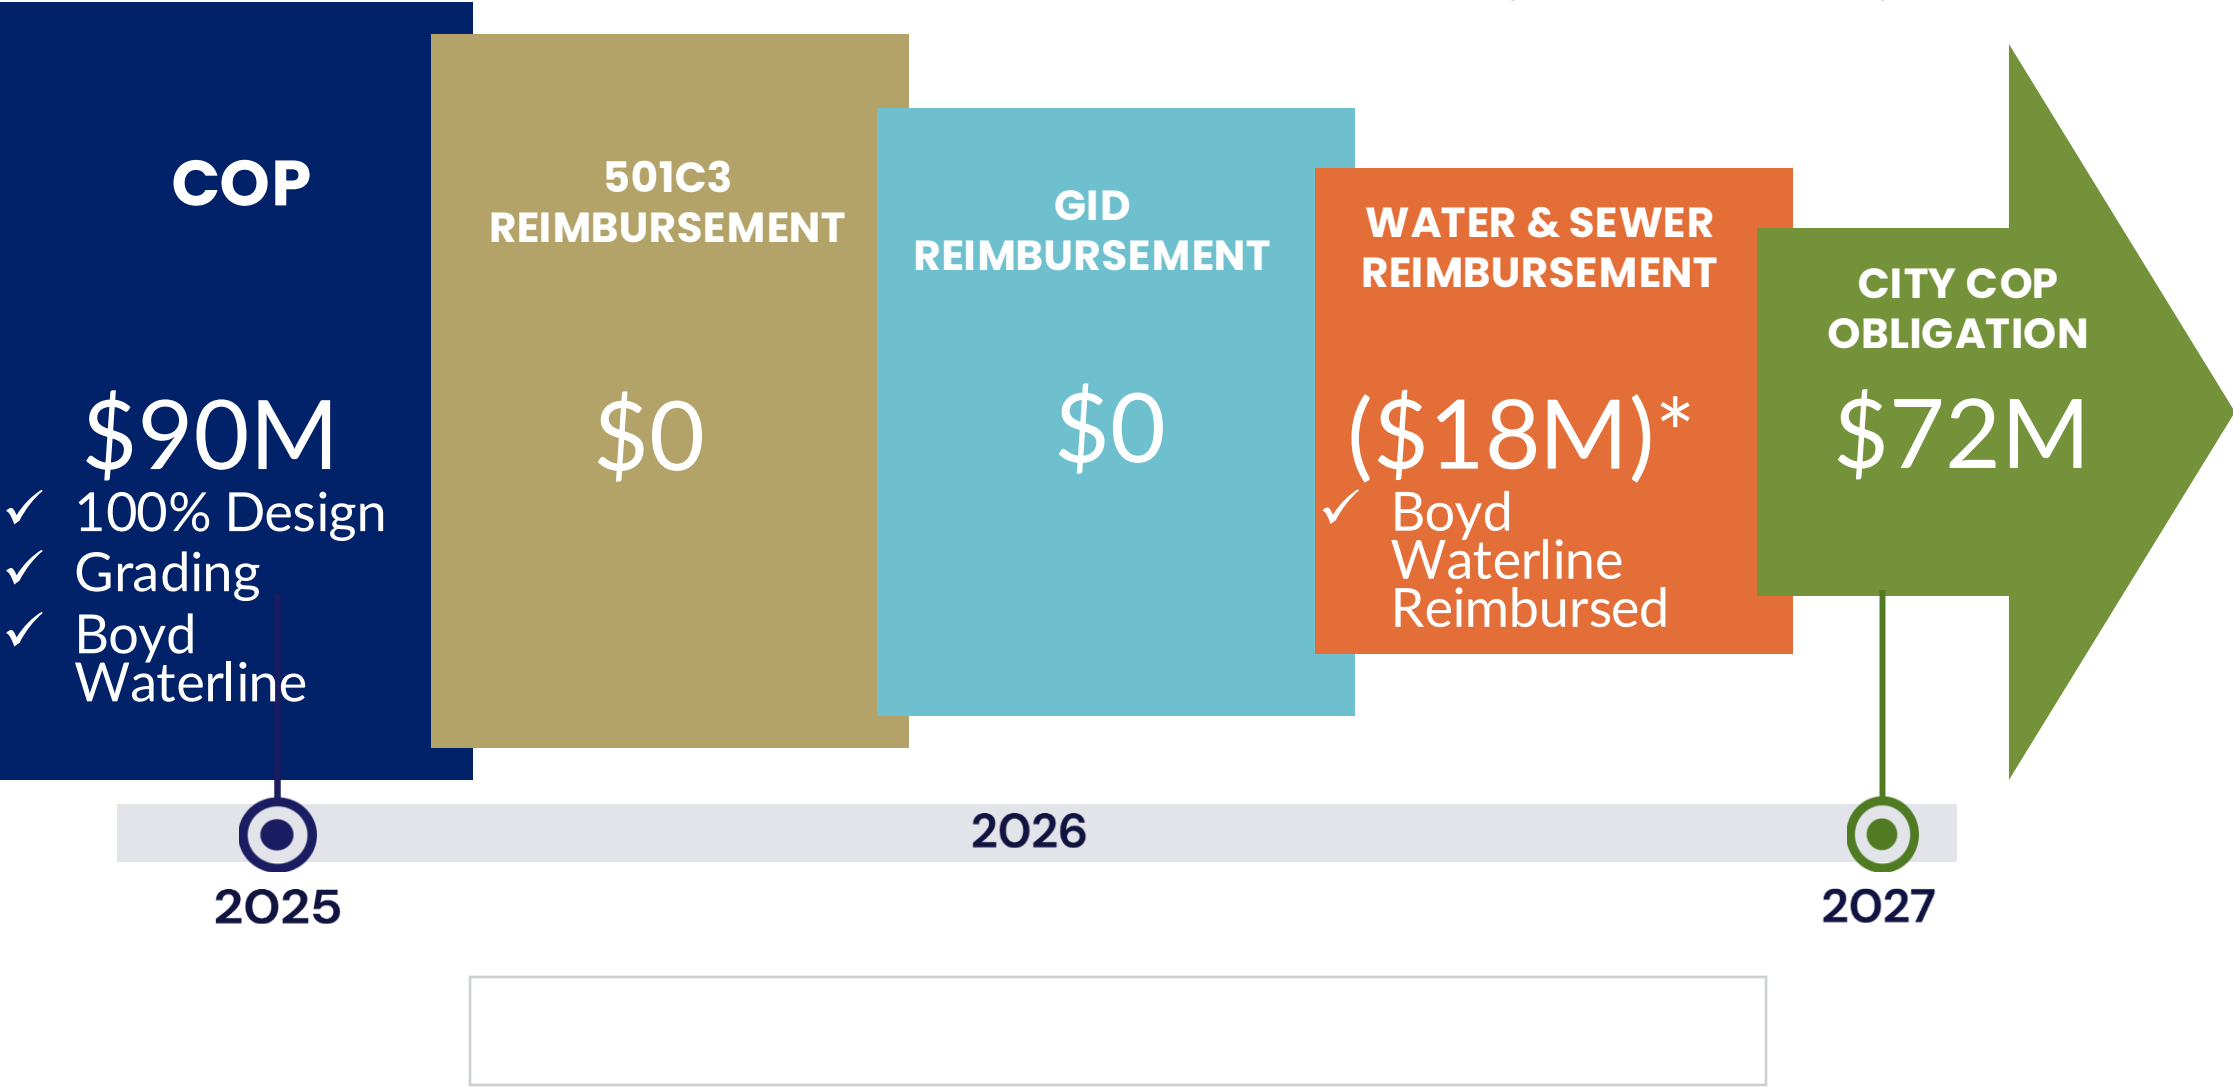 COP
$90M
✓ 100% Design
✓ Grading
✓ Boyd
Waterline
501C3
REIMBURSEMENT
$0
GID
REIMBURSEMENT
$0
WATER & SEWER
REIMBURSEMENT
($18M)*
✓ Boyd
Waterline
Reimbursed
CITY COP
OBLIGATION
$72M
2025
2026
2027